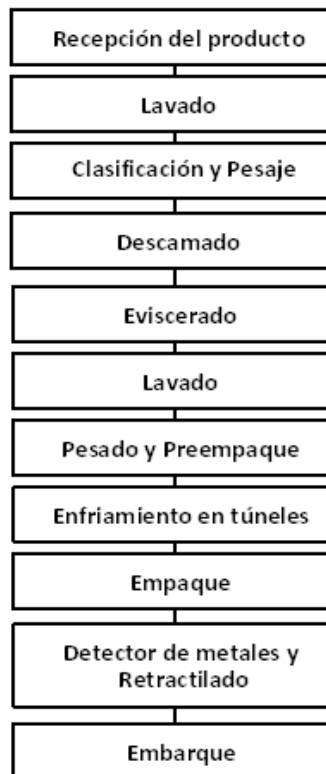 Recepción del producto
Lavado
Clasificación y Pesaje
Descamado
Eviscerado
Lavado
Pesado y Preempaque
Enfriamiento en túneles
Empaque
Detector de metales y
Retractilado
Embarque